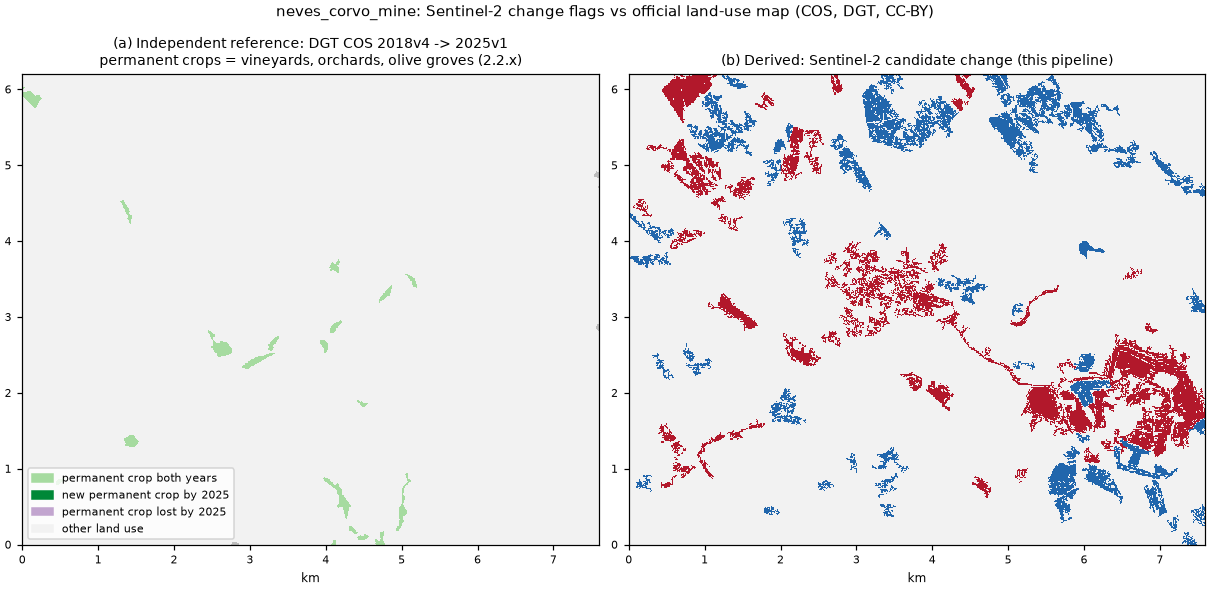 neves_corvo_mine: Sentinel-2 change flags vs official land-use map (COS, DGT, CC-BY)
(a) Independent reference: DGT COS 2018v4 -> 2025v1
permanent crops = vineyards, orchards, olive groves (2.2.x)
6
5
4
3
2
1
0
permanent crop both years
new permanent crop by 2025
permanent crop lost by 2025
other land use
0 1 2 3 4 5 6 7
km
(b) Derived: Sentinel-2 candidate change (this pipeline)
6
5
4
3
2
1
0
0 1 2 3 4 5 6 7
km